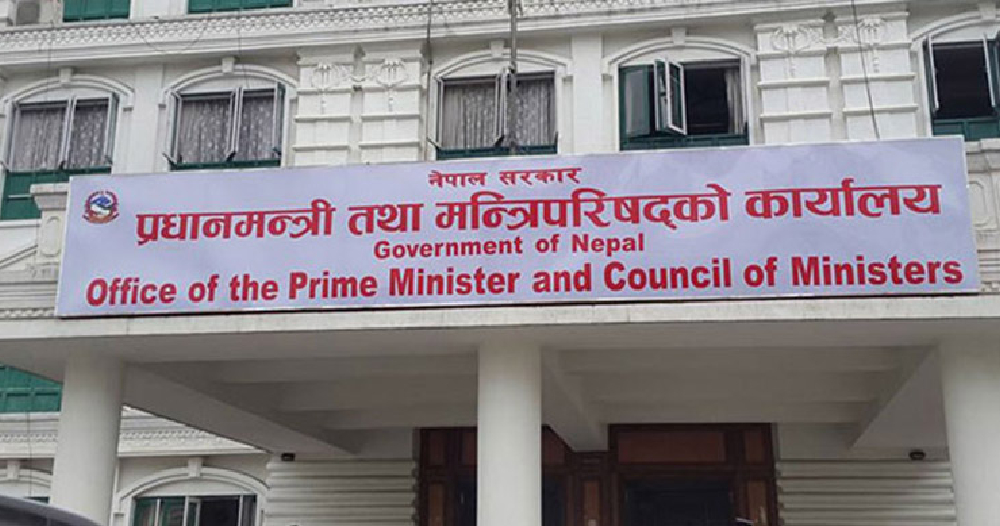 नेपाल सरकार
प्रधानमन्त्री तथा मन्त्रिपरिषद्को कार्यालय
Government of Nepal
Office of the Prime Minister and Council of Ministers